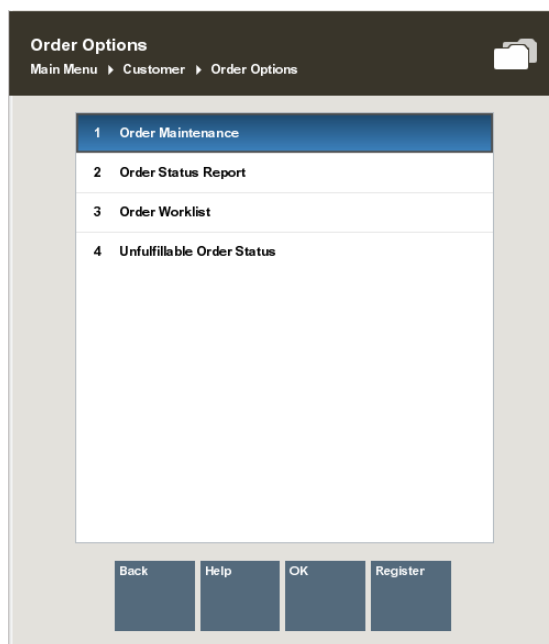 Order Options
Main Menu ▸ Customer ▸ Order Options
1 Order Maintenance
2 Order Status Report
3 Order Worklist
4 Unfulfillable Order Status
Back Help OK Register